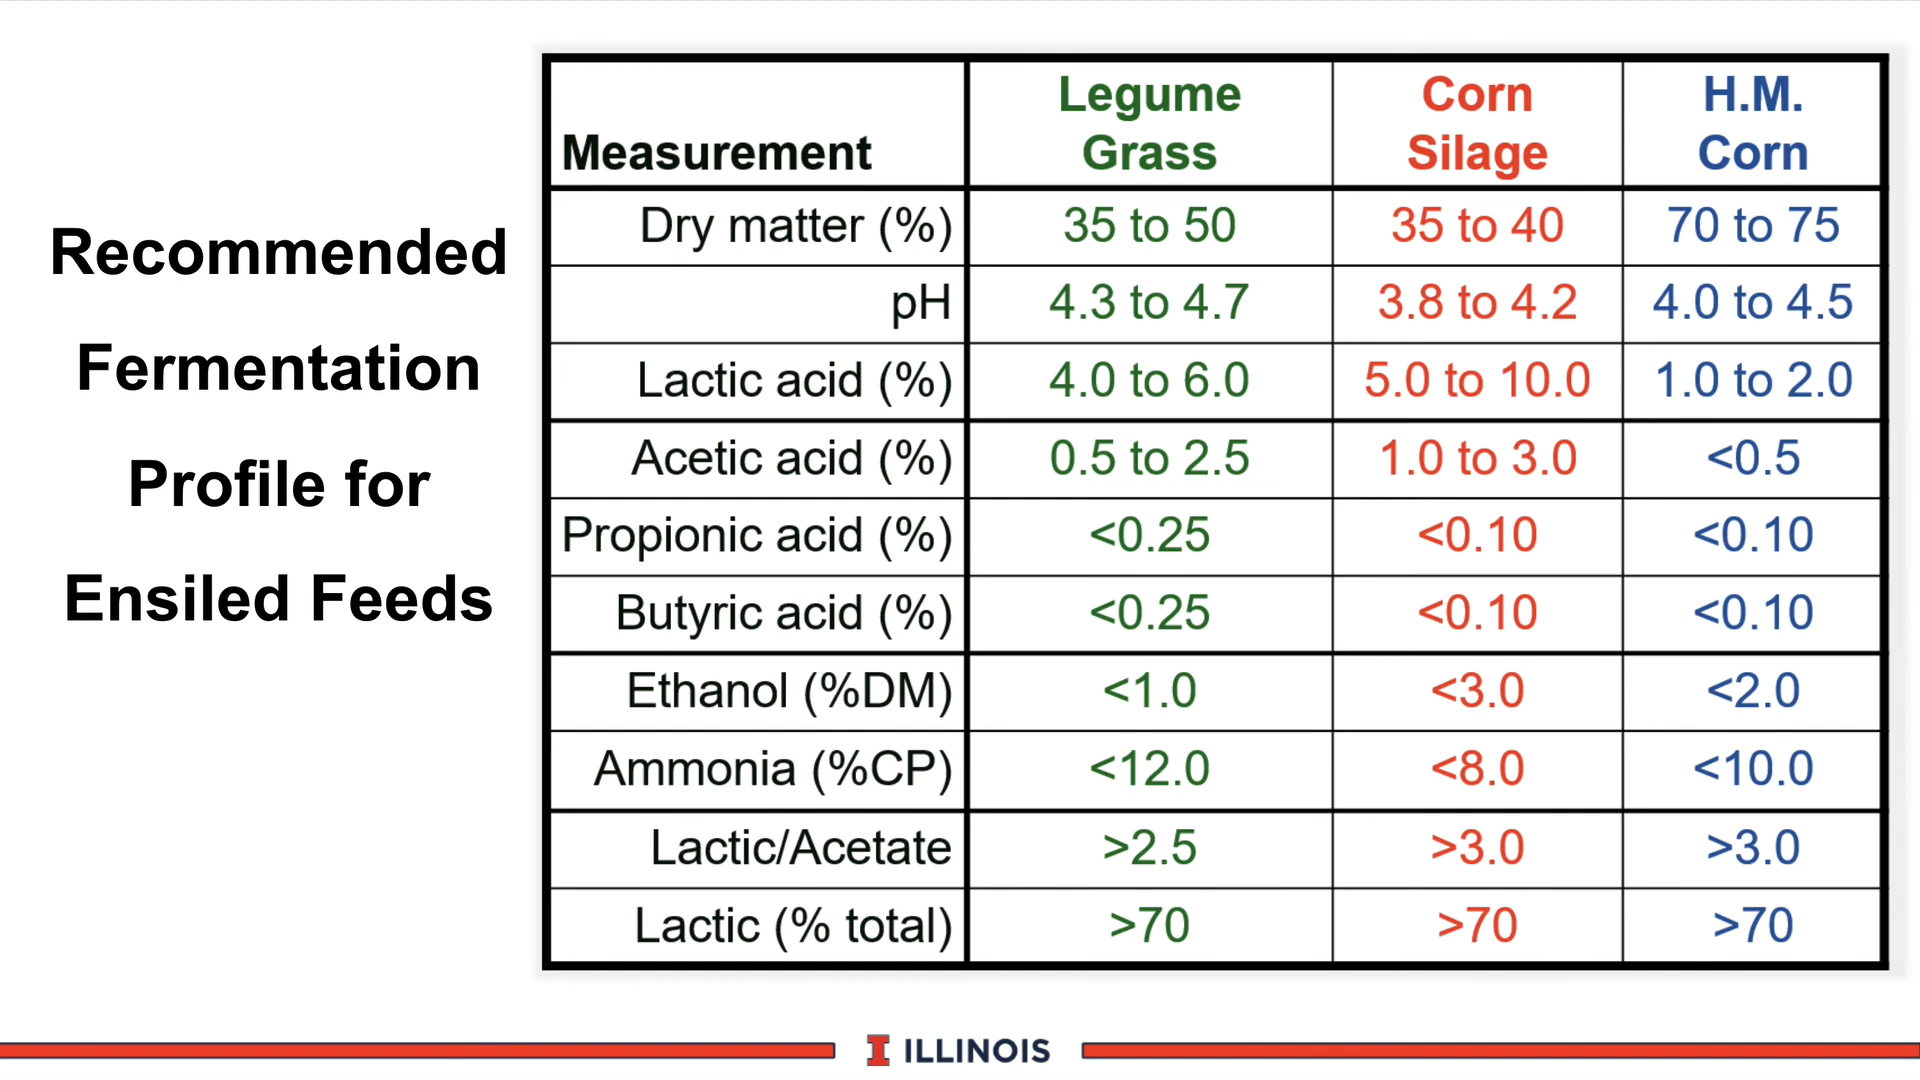 Recommended
Fermentation
Profile for
Ensiled Feeds
Measurement Legume Grass Corn Silage H.M. Corn
Dry matter (%) 35 to 50 35 to 40 70 to 75
pH 4.3 to 4.7 3.8 to 4.2 4.0 to 4.5
Lactic acid (%) 4.0 to 6.0 5.0 to 10.0 1.0 to 2.0
Acetic acid (%) 0.5 to 2.5 1.0 to 3.0 <0.5
Propionic acid (%) <0.25 <0.10 <0.10
Butyric acid (%) <0.25 <0.10 <0.10
Ethanol (%DM) <1.0 <3.0 <2.0
Ammonia (%CP) <12.0 <8.0 <10.0
Lactic/Acetate >2.5 >3.0 >3.0
Lactic (% total) >70 >70 >70
I ILLINOIS